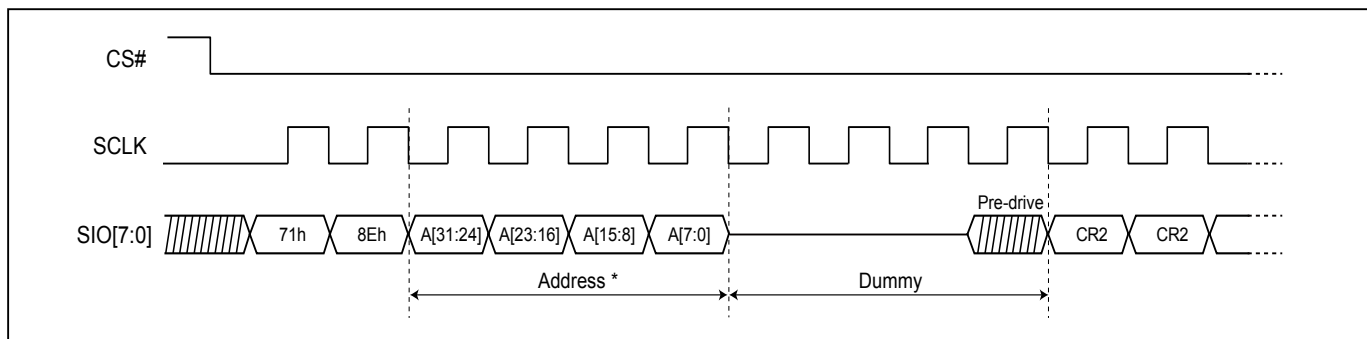 CS#
SCLK
Pre-drive
SIO[7:0] 71h 8Eh A[31:24] A[23:16] A[15:8] A[7:0] CR2 CR2
Address * Dummy